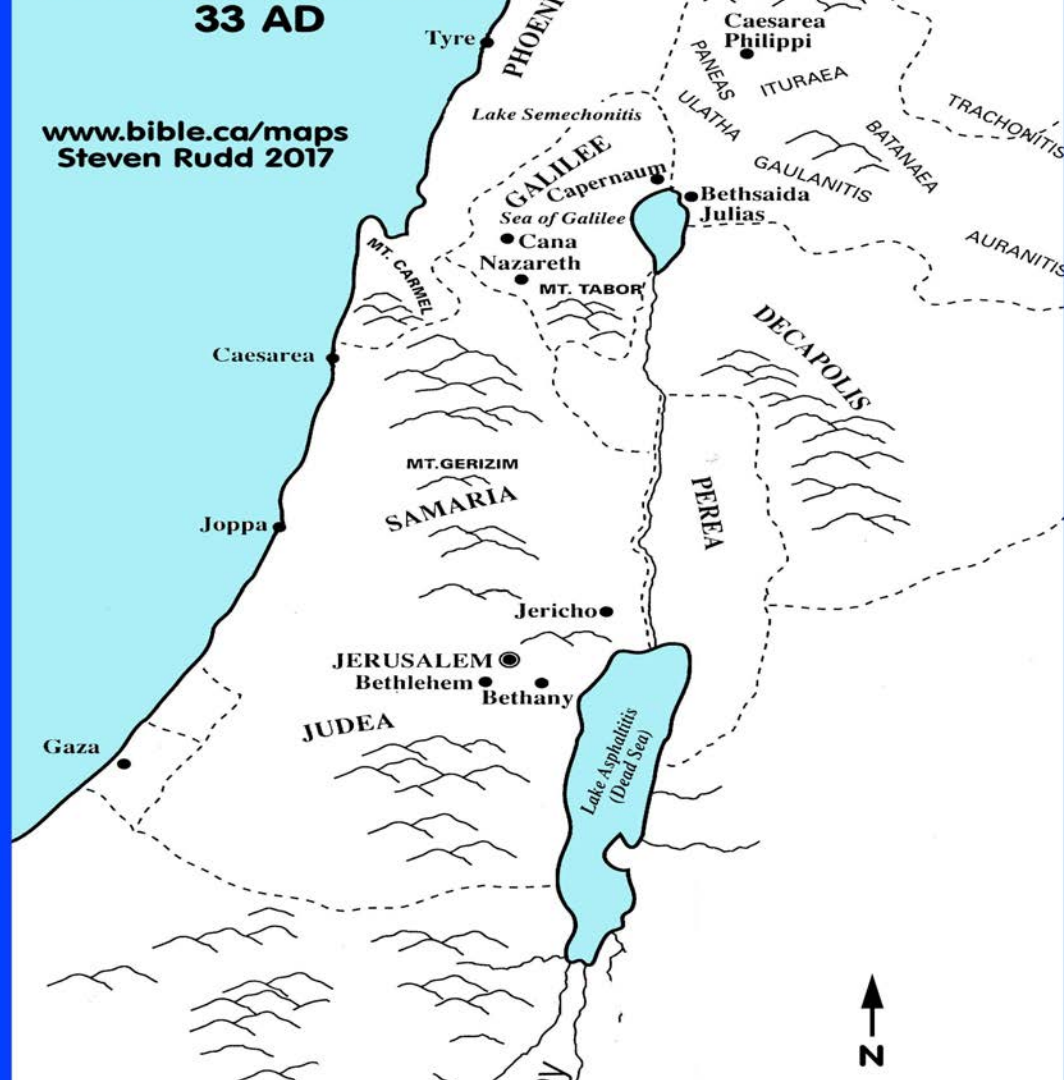 33 AD
Tyre
PHOENI
Caesarea
Philippi
PANEAS
ITURAEA
www.bible.ca/maps
Steven Rudd 2017
Lake Semechonitis
ULATHA
TRACHONITIS
BATANAEA
GALILEE
GAULANITIS
Capernaum
Bethsaida
Julias
Sea of Galilee
Cana
AURANITIS
MT. CARMEL
Nazareth
MT. TABOR
DECAPOLIS
Caesarea
MT.GERIZIM
SAMARIA
PEREA
Joppa
Jericho
JERUSALEM
Bethlehem
Bethany
JUDEA
Gaza
Lake Asphaltitis
(Dead Sea)
N